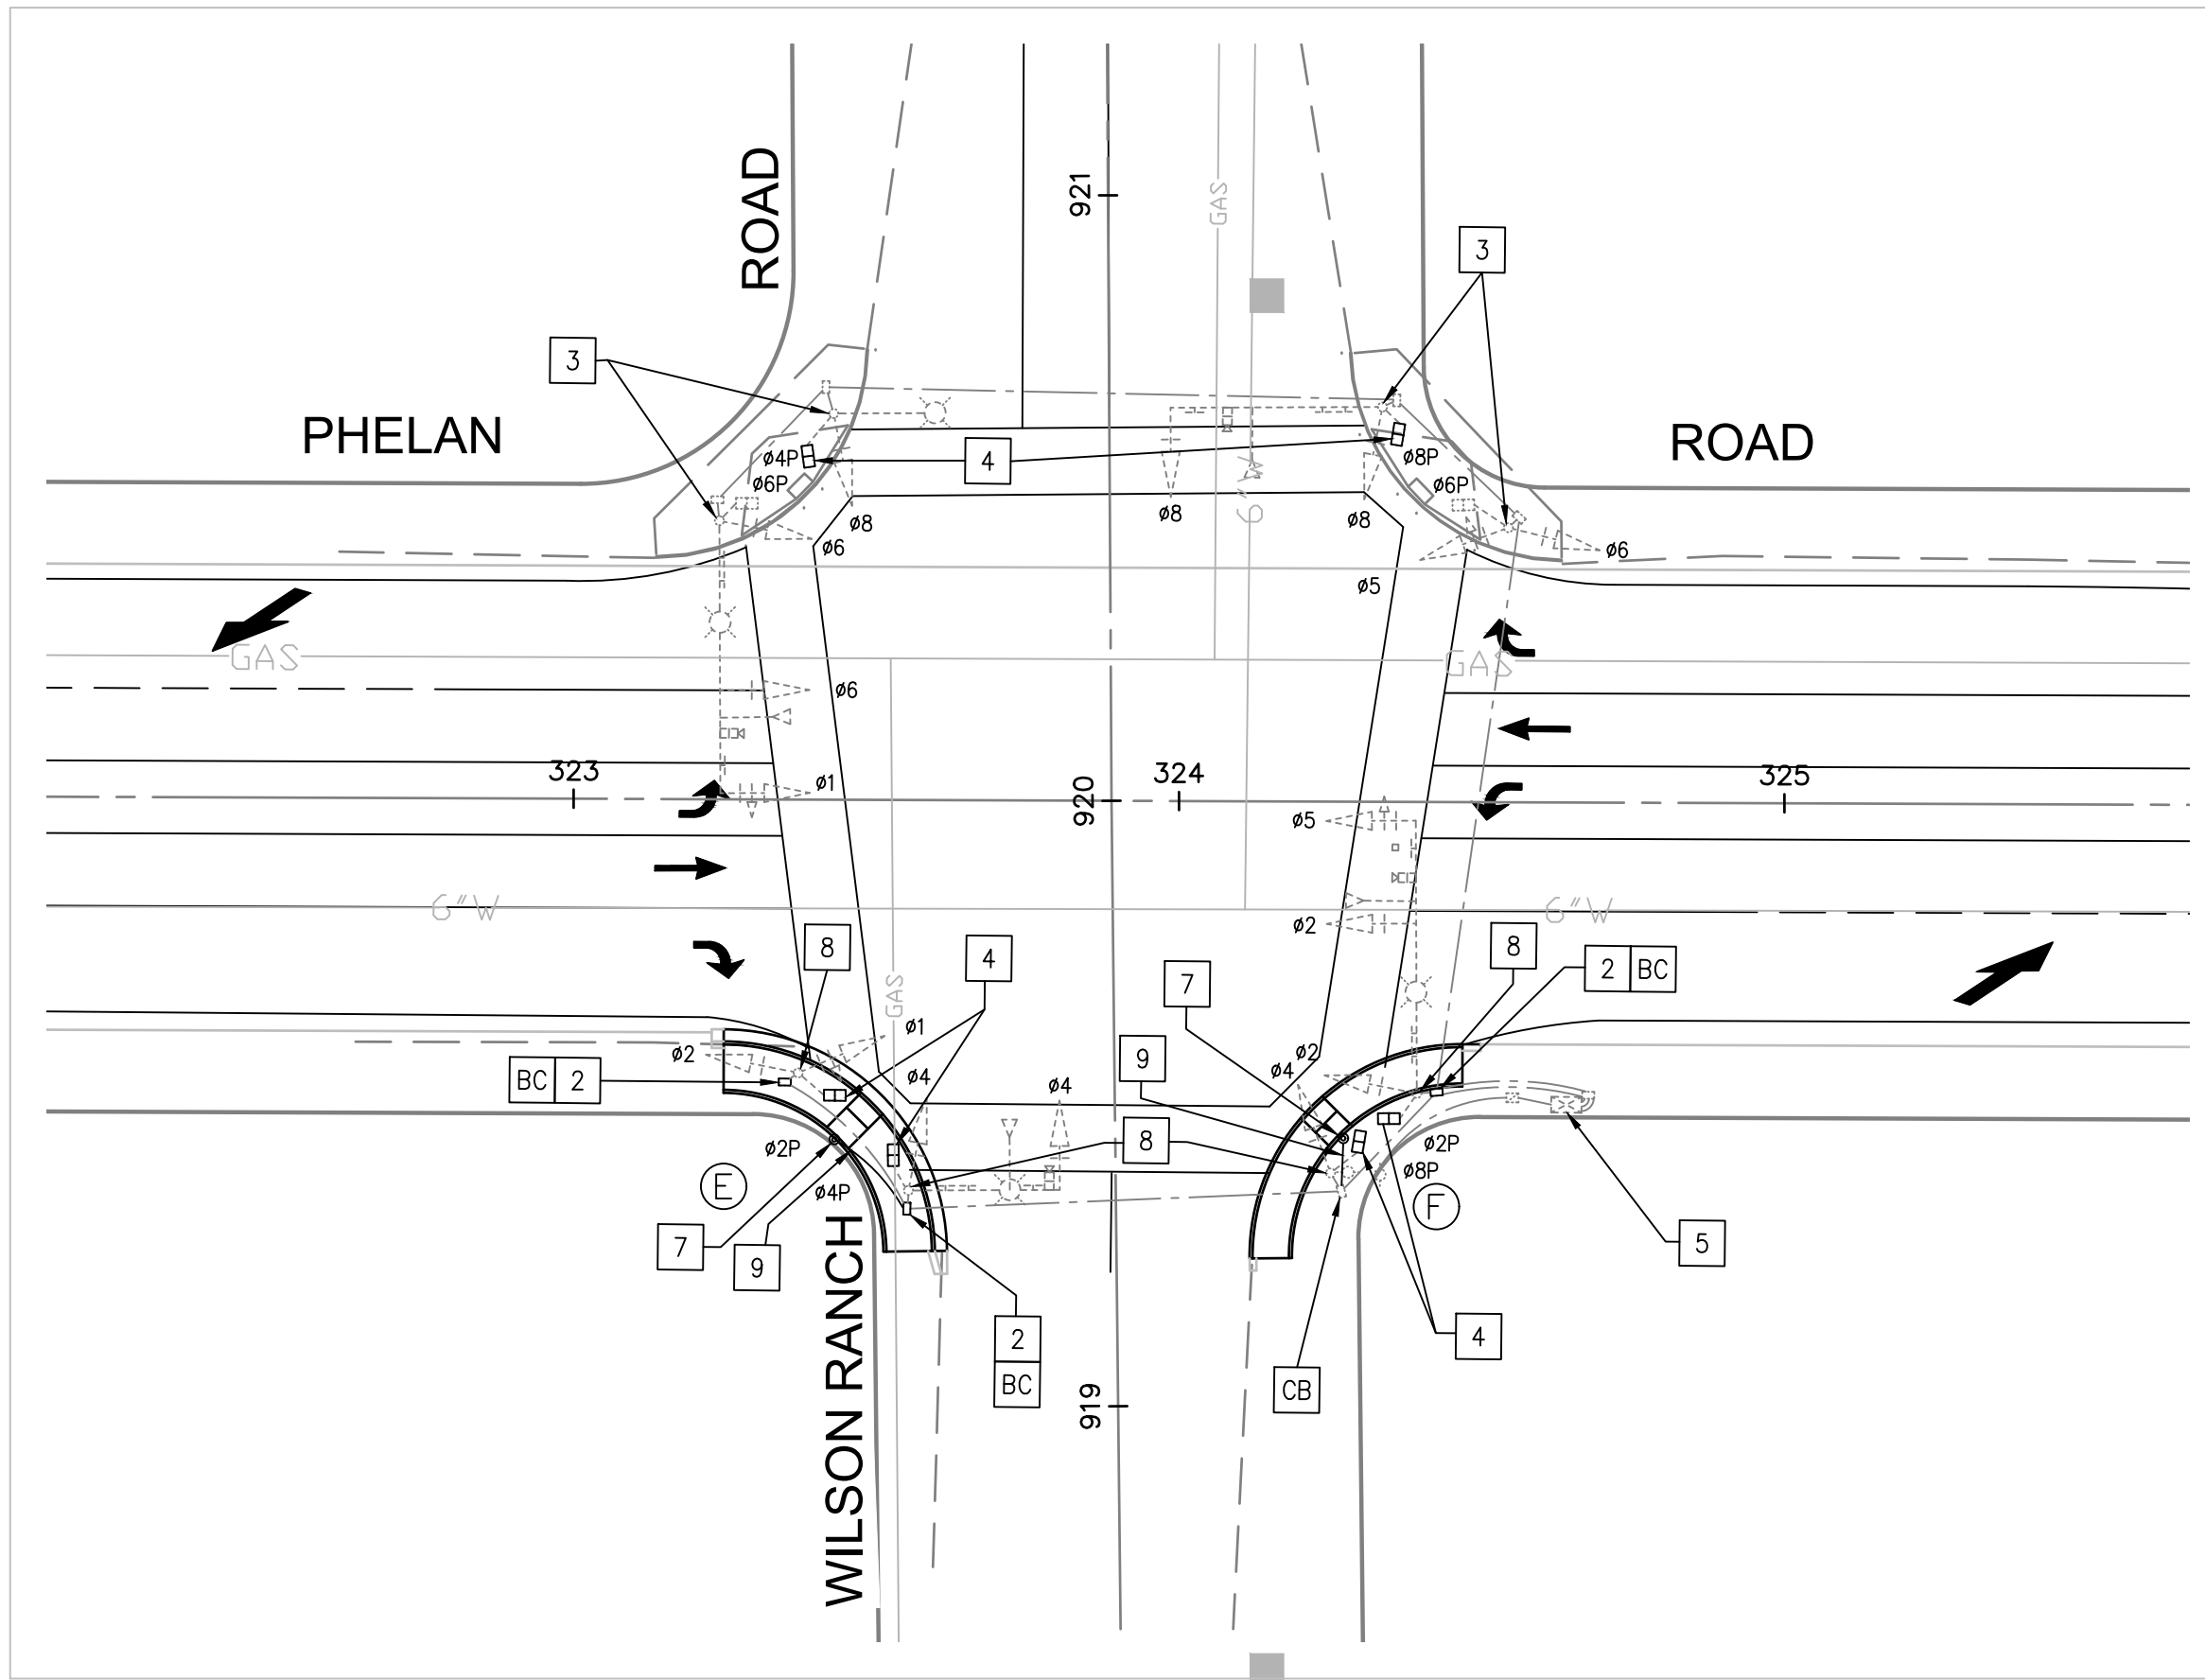 921
GAS
ROAD
3
3
PHELAN
ROAD
4
ø4P
ø8P
ø6P
ø6P
6"W
ø8
ø8
ø8
ø6
ø6
ø5
GAS
GAS
ø6
323
324
325
ø1
920
ø5
6"W
6"W
ø2
8
4
7
8
2 BC
GAS
ø1
9
ø2
ø2
BC 2
ø4
ø4
ø4
8
ø2P
ø2P
E
ø4P
ø8P
F
7
9
5
WILSON RANCH
2
BC
4
CB
919